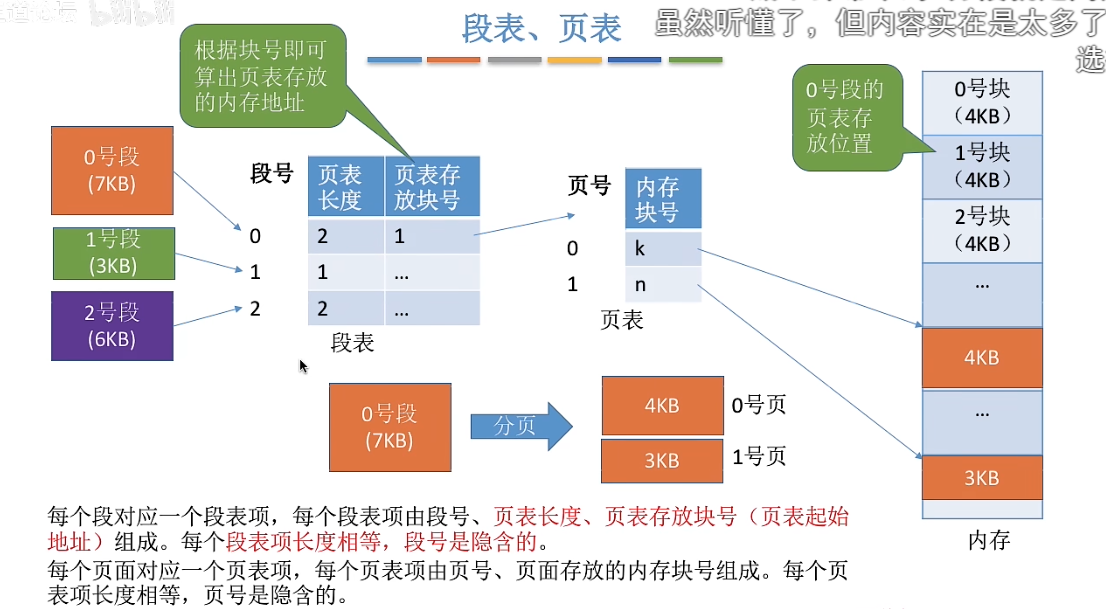 段表、页表
虽然听懂了，但内容实在是太多了
选
根据块号即可
算出页表存放
的内存地址
0号段的
页表存
放位置
0号块
（4KB）
1号块
（4KB）
2号块
（4KB）
...
4KB
...
3KB
内存
0号段
(7KB)
1号段
(3KB)
2号段
(6KB)
段号
页表
长度
页表存
放块号
0
2
1
1
1
...
2
2
...
段表
页号
内存
块号
0
k
1
n
页表
0号段
(7KB)
分页
4KB
0号页
3KB
1号页
每个段对应一个段表项，每个段表项由段号、页表长度、页表存放块号（页表起始
地址）组成。每个段表项长度相等，段号是隐含的。
每个页面对应一个页表项，每个页表项由页号、页面存放的内存块号组成。每个页
表项长度相等，页号是隐含的。